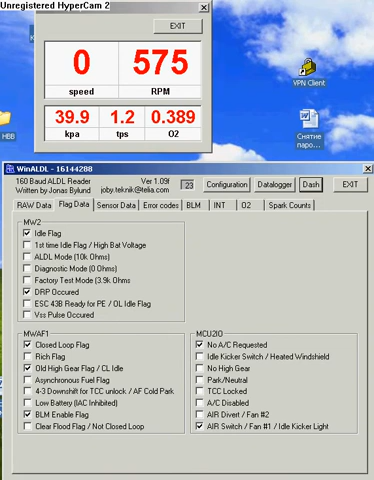 Unregistered HyperCam 2
EXIT
0 575
speed RPM
39.9 1.2 0.389
kpa tps O2
VPN Client
HBB
Снятие
паро...
WinALDL - 16144288
160 Baud ALDL Reader Ver 1.09f
Written by Jonas Bylund joby.teknik@telia.com
23 Configuration Datalogger Dash EXIT
RAW Data Flag Data Sensor Data Error codes BLM INT O2 Spark Counts
MW2
Idle Flag
1st time Idle Flag / High Bat Voltage
ALDL Mode (10k Ohms)
Diagnostic Mode (0 Ohms)
Factory Test Mode (3.9k Ohms
DRP Occured
ESC 43B Ready for PE / OL Idle Flag
Vss Pulse Occured
MWAF1
Closed Loop Flag
Rich Flag
Old High Gear Flag / CL Idle
Asynchronous Fuel Flag
4-3 Downshift for TCC unlock / AF Cold Park
Low Battery (IAC Inhibited)
BLM Enable Flag
Clear Flood Flag / Not Closed Loop
MCU2IO
No A/C Requested
Idle Kicker Switch / Heated Windshield
No High Gear
Park/Neutral
TCC Locked
A/C Disabled
AIR Divert / Fan #2
AIR Switch / Fan #1 / Idle Kicker Light